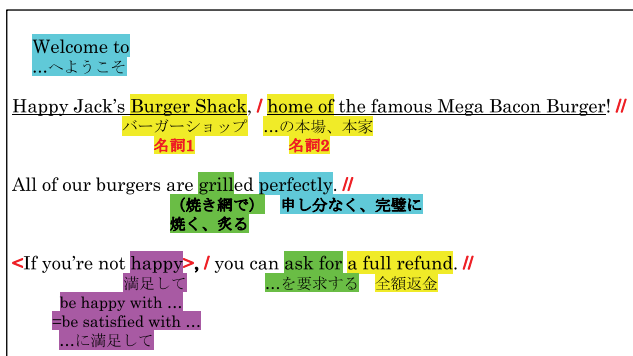 Welcome to
…へようこそ
Happy Jack's Burger Shack, / home of the famous Mega Bacon Burger! //
バーガーショップ …の本場、本家
名詞1 名詞2
All of our burgers are grilled perfectly. //
（焼き網で） 申し分なく、完璧に
焼く、炙る
<If you're not happy>, / you can ask for a full refund. //
満足して …を要求する 全額返金
be happy with …
=be satisfied with …
…に満足して